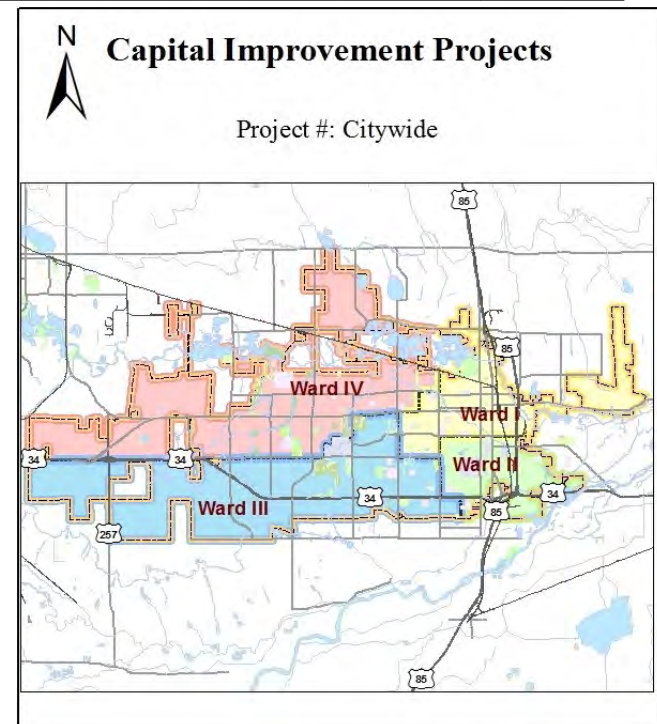 N
Capital Improvement Projects
Project #: Citywide
85
85
Ward IV
Ward I
34
34
Ward II
34
34
Ward III
85
257
85